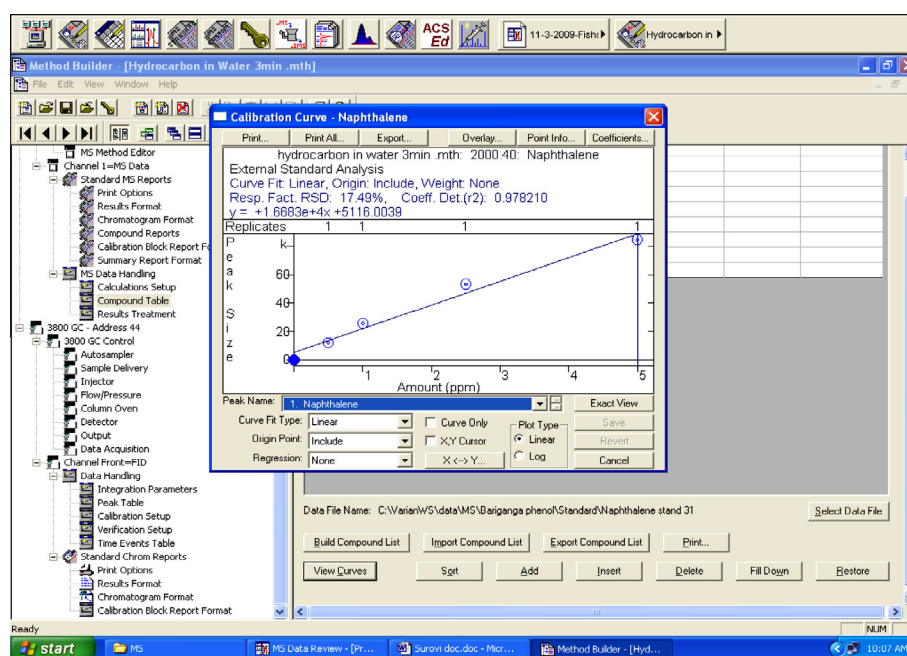 MS1
ACS
Ed
11-3-2009-Fish
Hydrocarbon in
Method Builder - [Hydrocarbon in Water 3min .mth]
File Edit View Window Help
MS Method Editor
Channel 1=MS Data
Standard MS Reports
Print Options
Results Format
Chromatogram Format
Compound Reports
Calibration Block Report Fo
Summary Report Format
MS Data Handling
Calculations Setup
Compound Table
Results Treatment
3800 GC - Address 44
3800 GC Control
Autosampler
Sample Delivery
Injector
Flow/Pressure
Column Oven
Detector
Output
Data Acquisition
Channel Front=FID
Data Handling
Integration Parameters
Peak Table
Calibration Setup
Verification Setup
Time Events Table
Standard Chrom Reports
Print Options
Results Format
Chromatogram Format
Calibration Block Report Format
Calibration Curve - Naphthalene
Print... Print All... Export... Overlay... Point Info... Coefficients...
hydrocarbon in water 3min .mth: 2000.40: Naphthalene
External Standard Analysis
Curve Fit: Linear, Origin: Include, Weight: None
Resp. Fact. RSD: 17.49%, Coeff. Det.(r2): 0.978210
y = +1.6683e+4x +5116.0039
Replicates 1 1 1 1
Peak Size
k
60
40
20
0
1 2 3 4 5
Amount (ppm)
Peak Name: 1. Naphthalene Exact View
Curve Fit Type: Linear Curve Only Plot Type Save
Origin Point: Include X,Y Cursor Linear Revert
Regression: None X <-> Y... Log Cancel
Data File Name: C:\VarianWS\data\MS\Bariganga phenol\Standard\Naphthalene stand 31 Select Data File
Build Compound List Import Compound List Export Compound List Print...
View Curves Sort Add Insert Delete Fill Down Restore
Ready NUM
start MS MS Data Review - [Pr... Surovi doc.doc - Micr... Method Builder - [Hyd... 10:07 AM